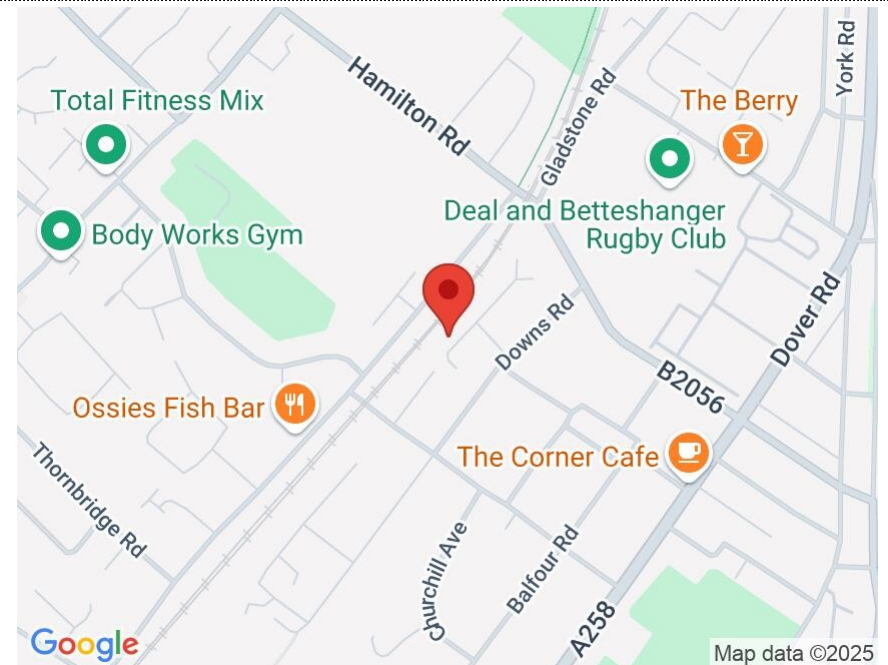 York Rd
Hamilton Rd
Total Fitness Mix
Gladstone Rd
The Berry
Deal and Betteshanger
Rugby Club
Body Works Gym
Dover Rd
Downs Rd
B2056
Ossies Fish Bar
The Corner Cafe
Thornbridge Rd
Churchill Ave
Balfour Rd
A258
Google
Map data ©2025